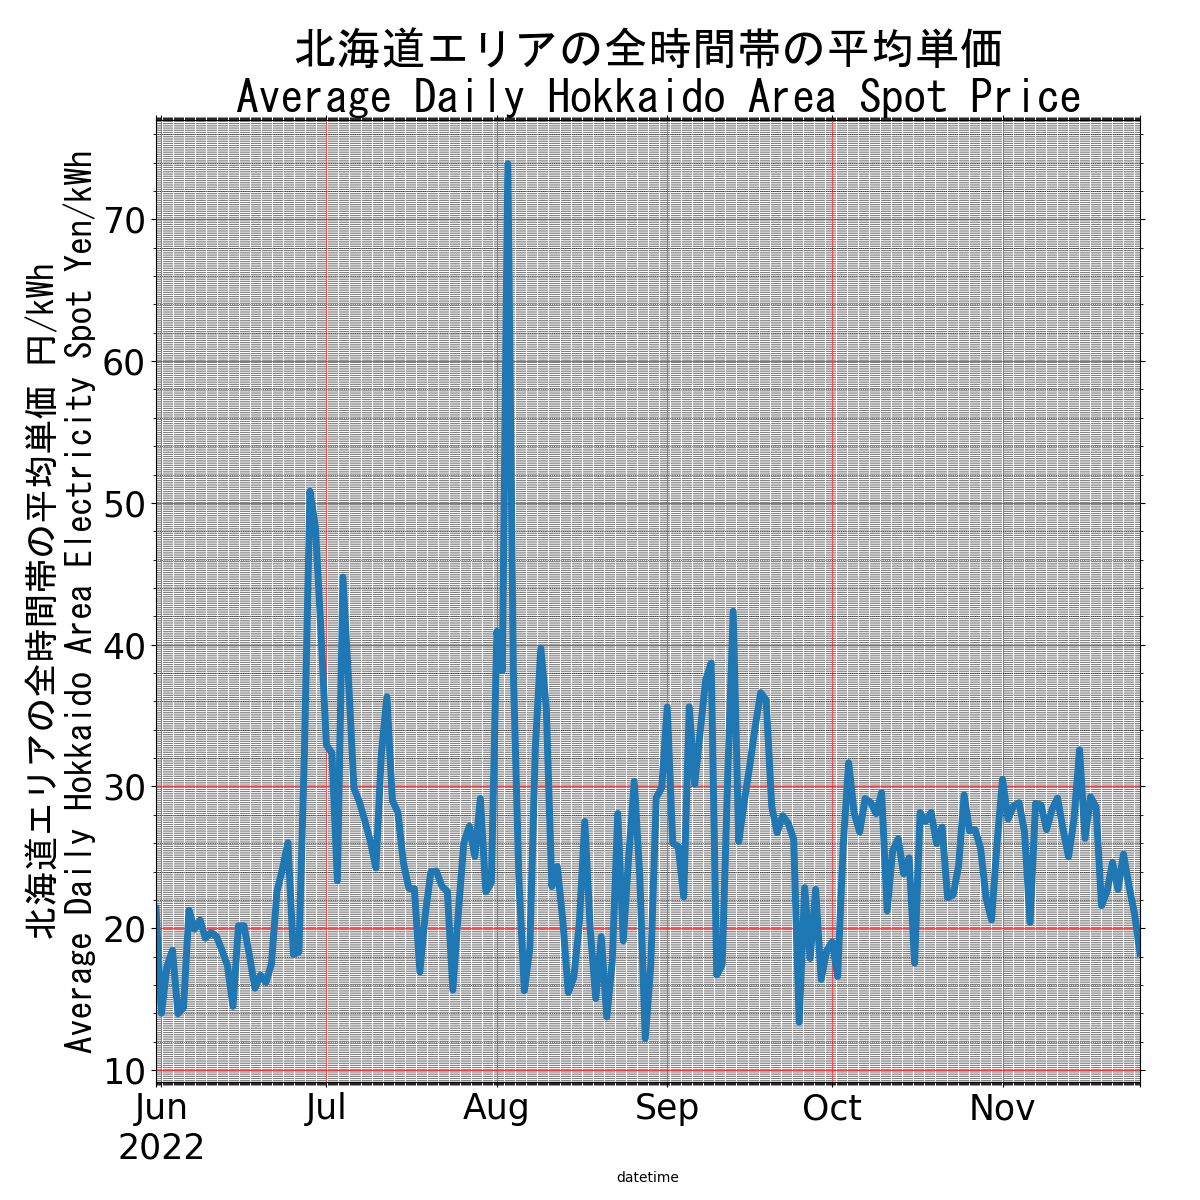 北海道エリアの全時間帯の平均単価
Average Daily Hokkaido Area Spot Price
北海道エリアの全時間帯の平均単価 円/kWh
Average Daily Hokkaido Area Electricity Spot Yen/kWh
70
60
50
40
30
20
10
Jun Jul Aug Sep Oct Nov
2022
datetime